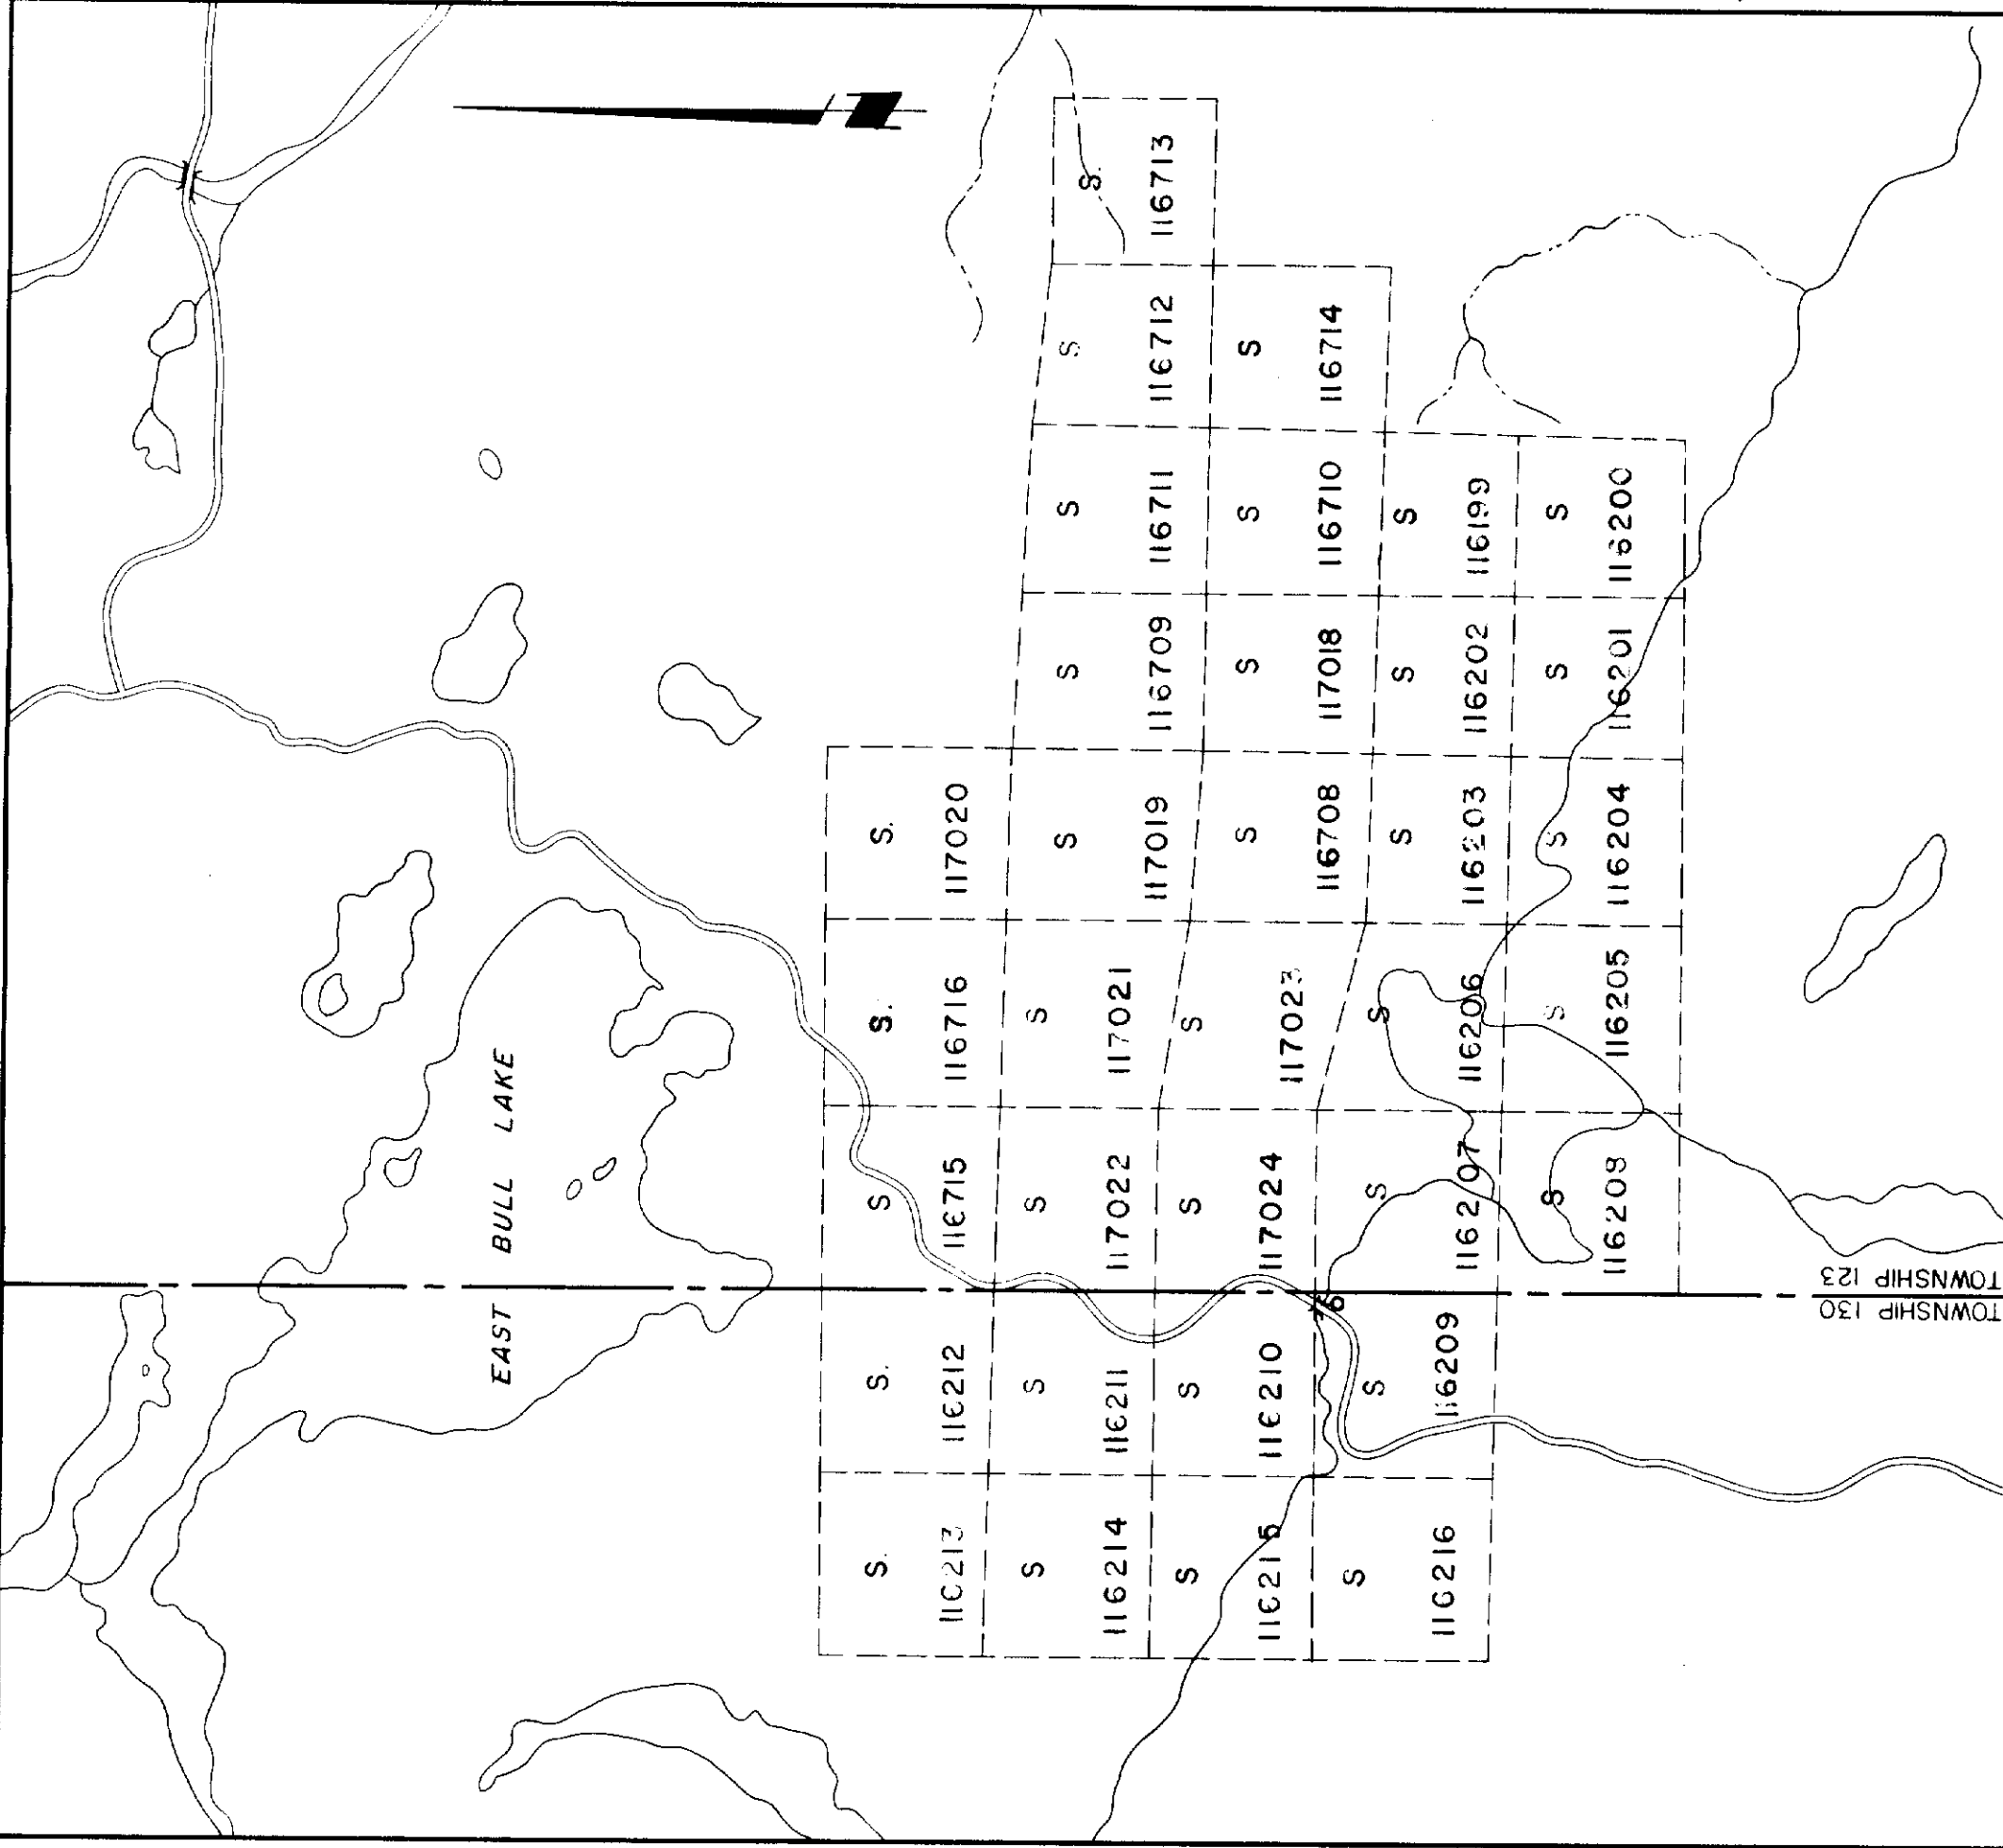 EAST BULL LAKE
TOWNSHIP 130
TOWNSHIP 123
S. 116213
S 116214
S 116215
S 116216
S. 116212
S 116211
S 116210
S 116209
S 116715
S 117022
S 117024
S 116207
S 116208
S. 116716
S 117021
S 117023
S 116206
S 116205
S. 117020
S 117019
S 116708
S 116203
S 116204
S 116709
S 117018
S 116202
S 116201
S 116711
S 116710
S 116199
S 116200
S 116712
S 116714
S. 116713